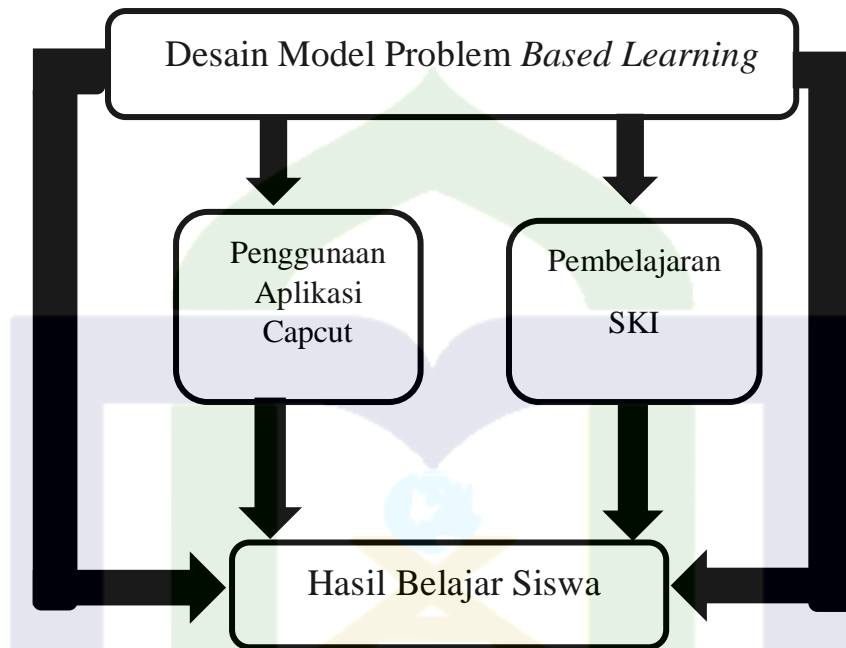 Desain Model Problem Based Learning
Penggunaan
Aplikasi
Capcut
Pembelajaran
SKI
Hasil Belajar Siswa